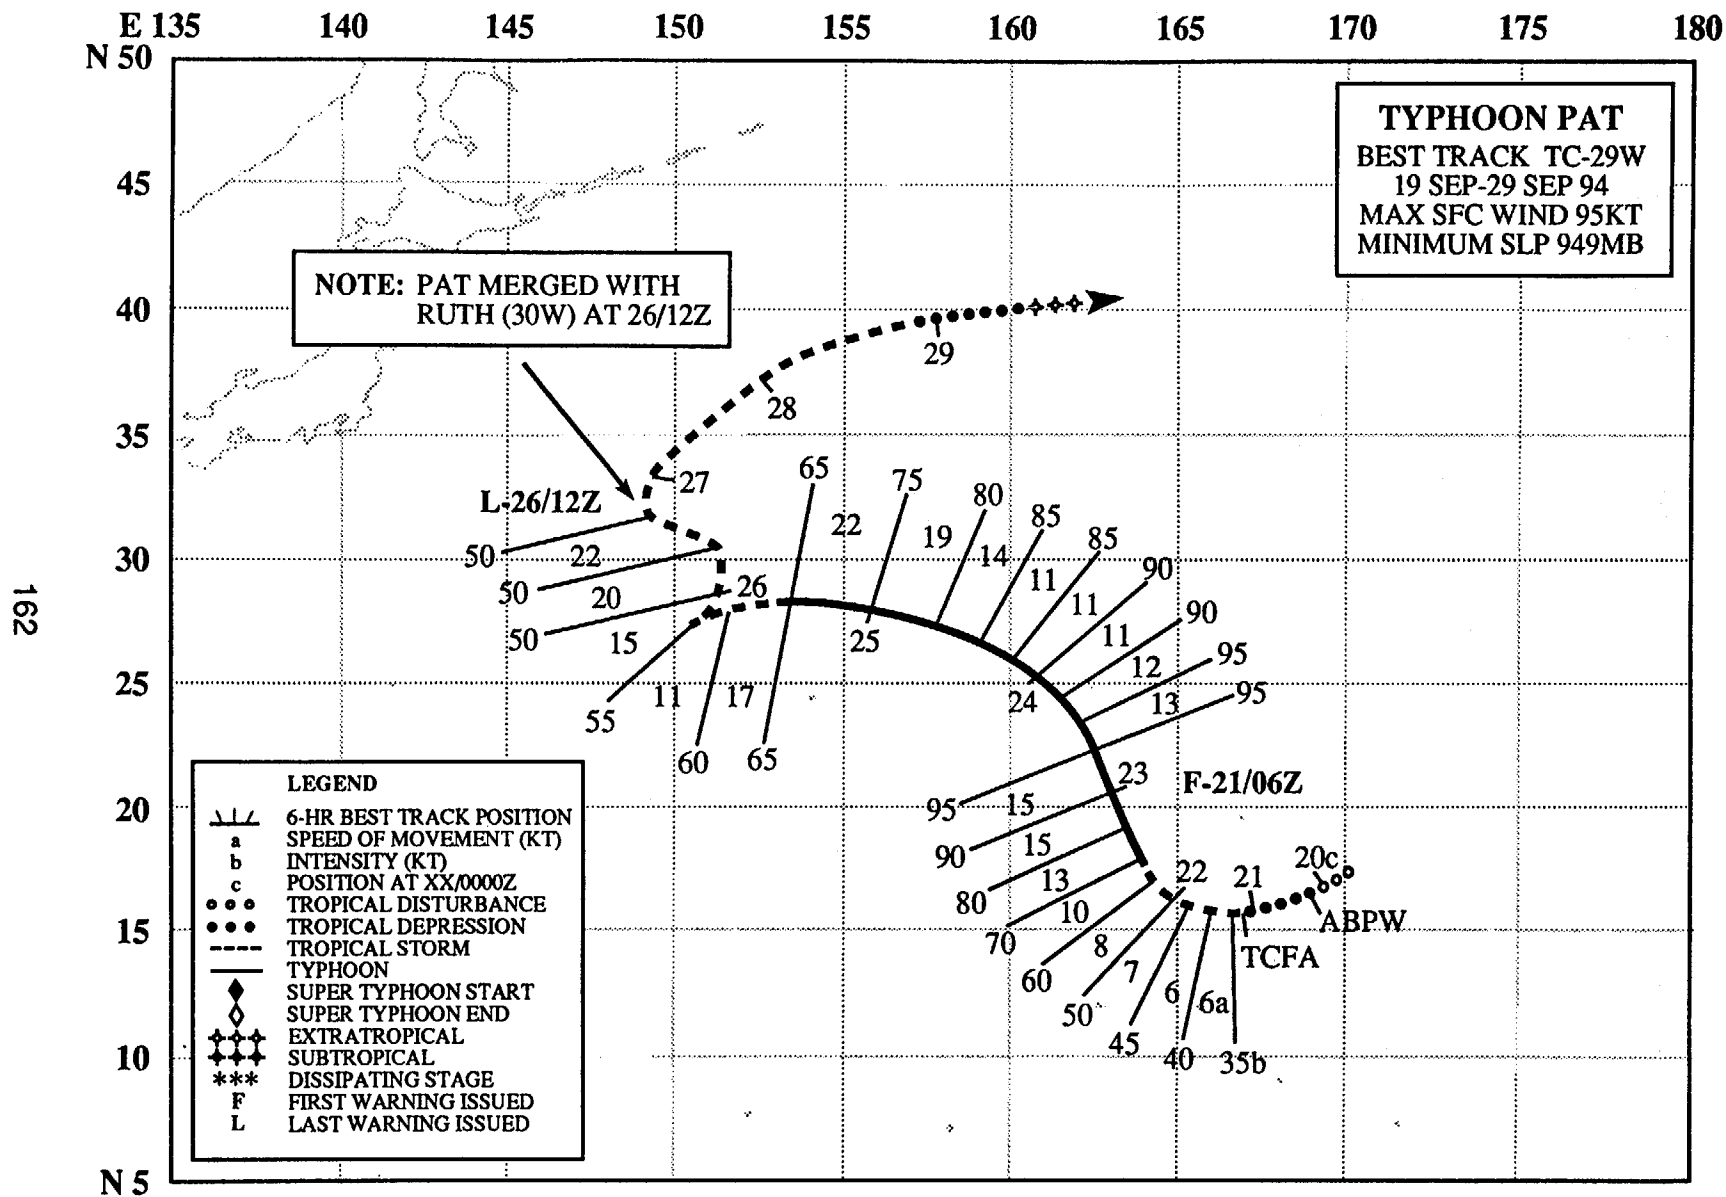 E 135 140 145 150 155 160 165 170 175 180
N 50
TYPHOON PAT
BEST TRACK TC-29W
19 SEP-29 SEP 94
MAX SFC WIND 95KT
MINIMUM SLP 949MB
45
NOTE: PAT MERGED WITH
RUTH (30W) AT 26/12Z
40
29
28
35
27
65
75
80
85
85
90
90
95
95
L-26/12Z
22
19
14
11
11
11
12
13
30
50
22
50
20
26
50
15
25
25
24
11
17
55
60
65
23
F-21/06Z
20
95
15
90
15
80
13
70
10
60
8
50
7
45
6
40
6a
35b
22
21
20c
ABPW
TCFA
15
10
N 5
162
LEGEND
6-HR BEST TRACK POSITION
a SPEED OF MOVEMENT (KT)
b INTENSITY (KT)
c POSITION AT XX/0000Z
TROPICAL DISTURBANCE
TROPICAL DEPRESSION
TROPICAL STORM
TYPHOON
SUPER TYPHOON START
SUPER TYPHOON END
EXTRATROPICAL
SUBTROPICAL
*** DISSIPATING STAGE
F FIRST WARNING ISSUED
L LAST WARNING ISSUED